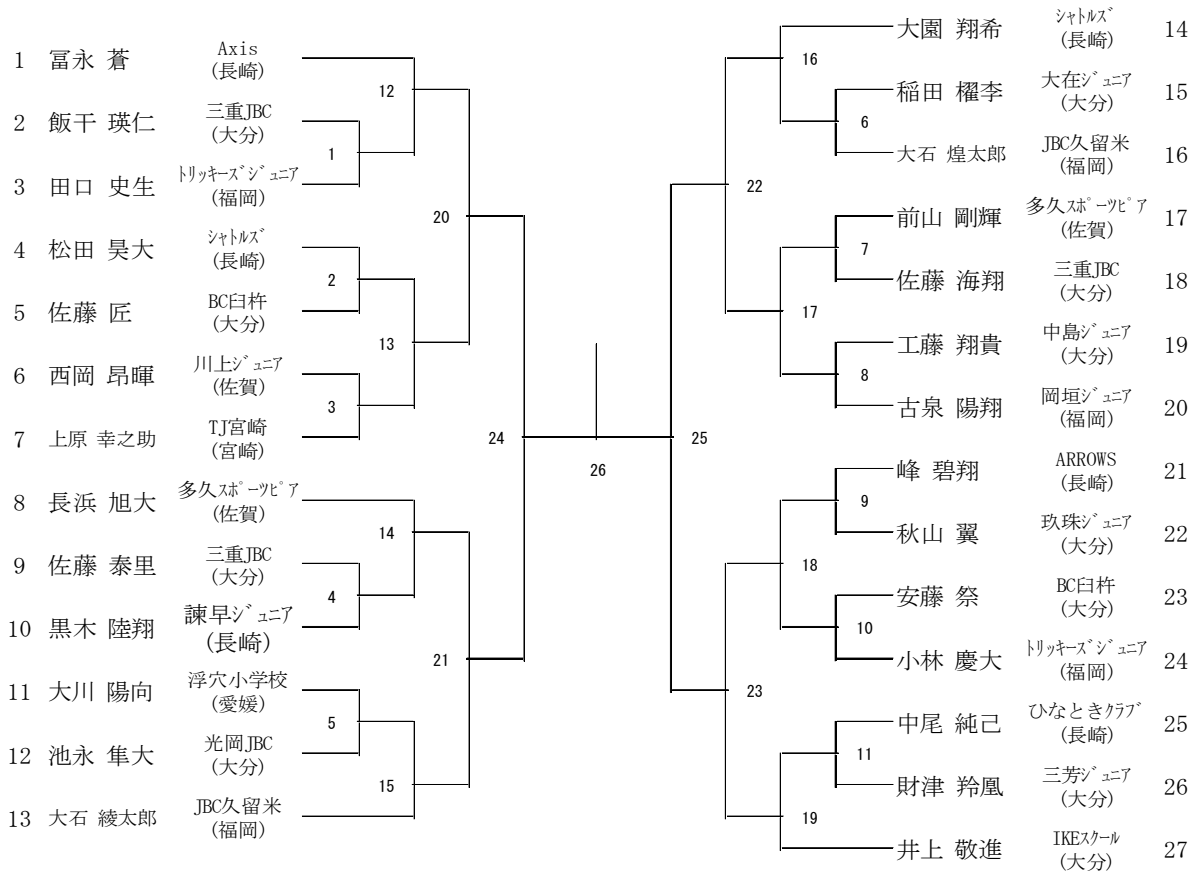 1 冨永 蒼 Axis
(長崎)
2 飯干 瑛仁 三重JBC
(大分)
3 田口 史生 トリッキーズジュニア
(福岡)
4 松田 昊大 シャトルズ
(長崎)
5 佐藤 匠 BC臼杵
(大分)
6 西岡 昂暉 川上ジュニア
(佐賀)
7 上原 幸之助 TJ宮崎
(宮崎)
8 長浜 旭大 多久スポーツピア
(佐賀)
9 佐藤 泰里 三重JBC
(大分)
10 黒木 陸翔 諫早ジュニア
(長崎)
11 大川 陽向 浮穴小学校
(愛媛)
12 池永 隼大 光岡JBC
(大分)
13 大石 綾太郎 JBC久留米
(福岡)
12
1
20
2
13
3
24
14
4
21
5
15
26
16
6
22
7
17
8
25
9
18
10
23
11
19
大園 翔希 シャトルズ 14
(長崎)
稲田 櫂李 大在ジュニア 15
(大分)
大石 煌太郎 JBC久留米 16
(福岡)
前山 剛輝 多久スポーツピア 17
(佐賀)
佐藤 海翔 三重JBC 18
(大分)
工藤 翔貴 中島ジュニア 19
(大分)
古泉 陽翔 岡垣ジュニア 20
(福岡)
峰 碧翔 ARROWS 21
(長崎)
秋山 翼 玖珠ジュニア 22
(大分)
安藤 祭 BC臼杵 23
(大分)
小林 慶大 トリッキーズジュニア 24
(福岡)
中尾 純己 ひなときクラブ 25
(長崎)
財津 羚凰 三芳ジュニア 26
(大分)
井上 敬進 IKEスクール 27
(大分)